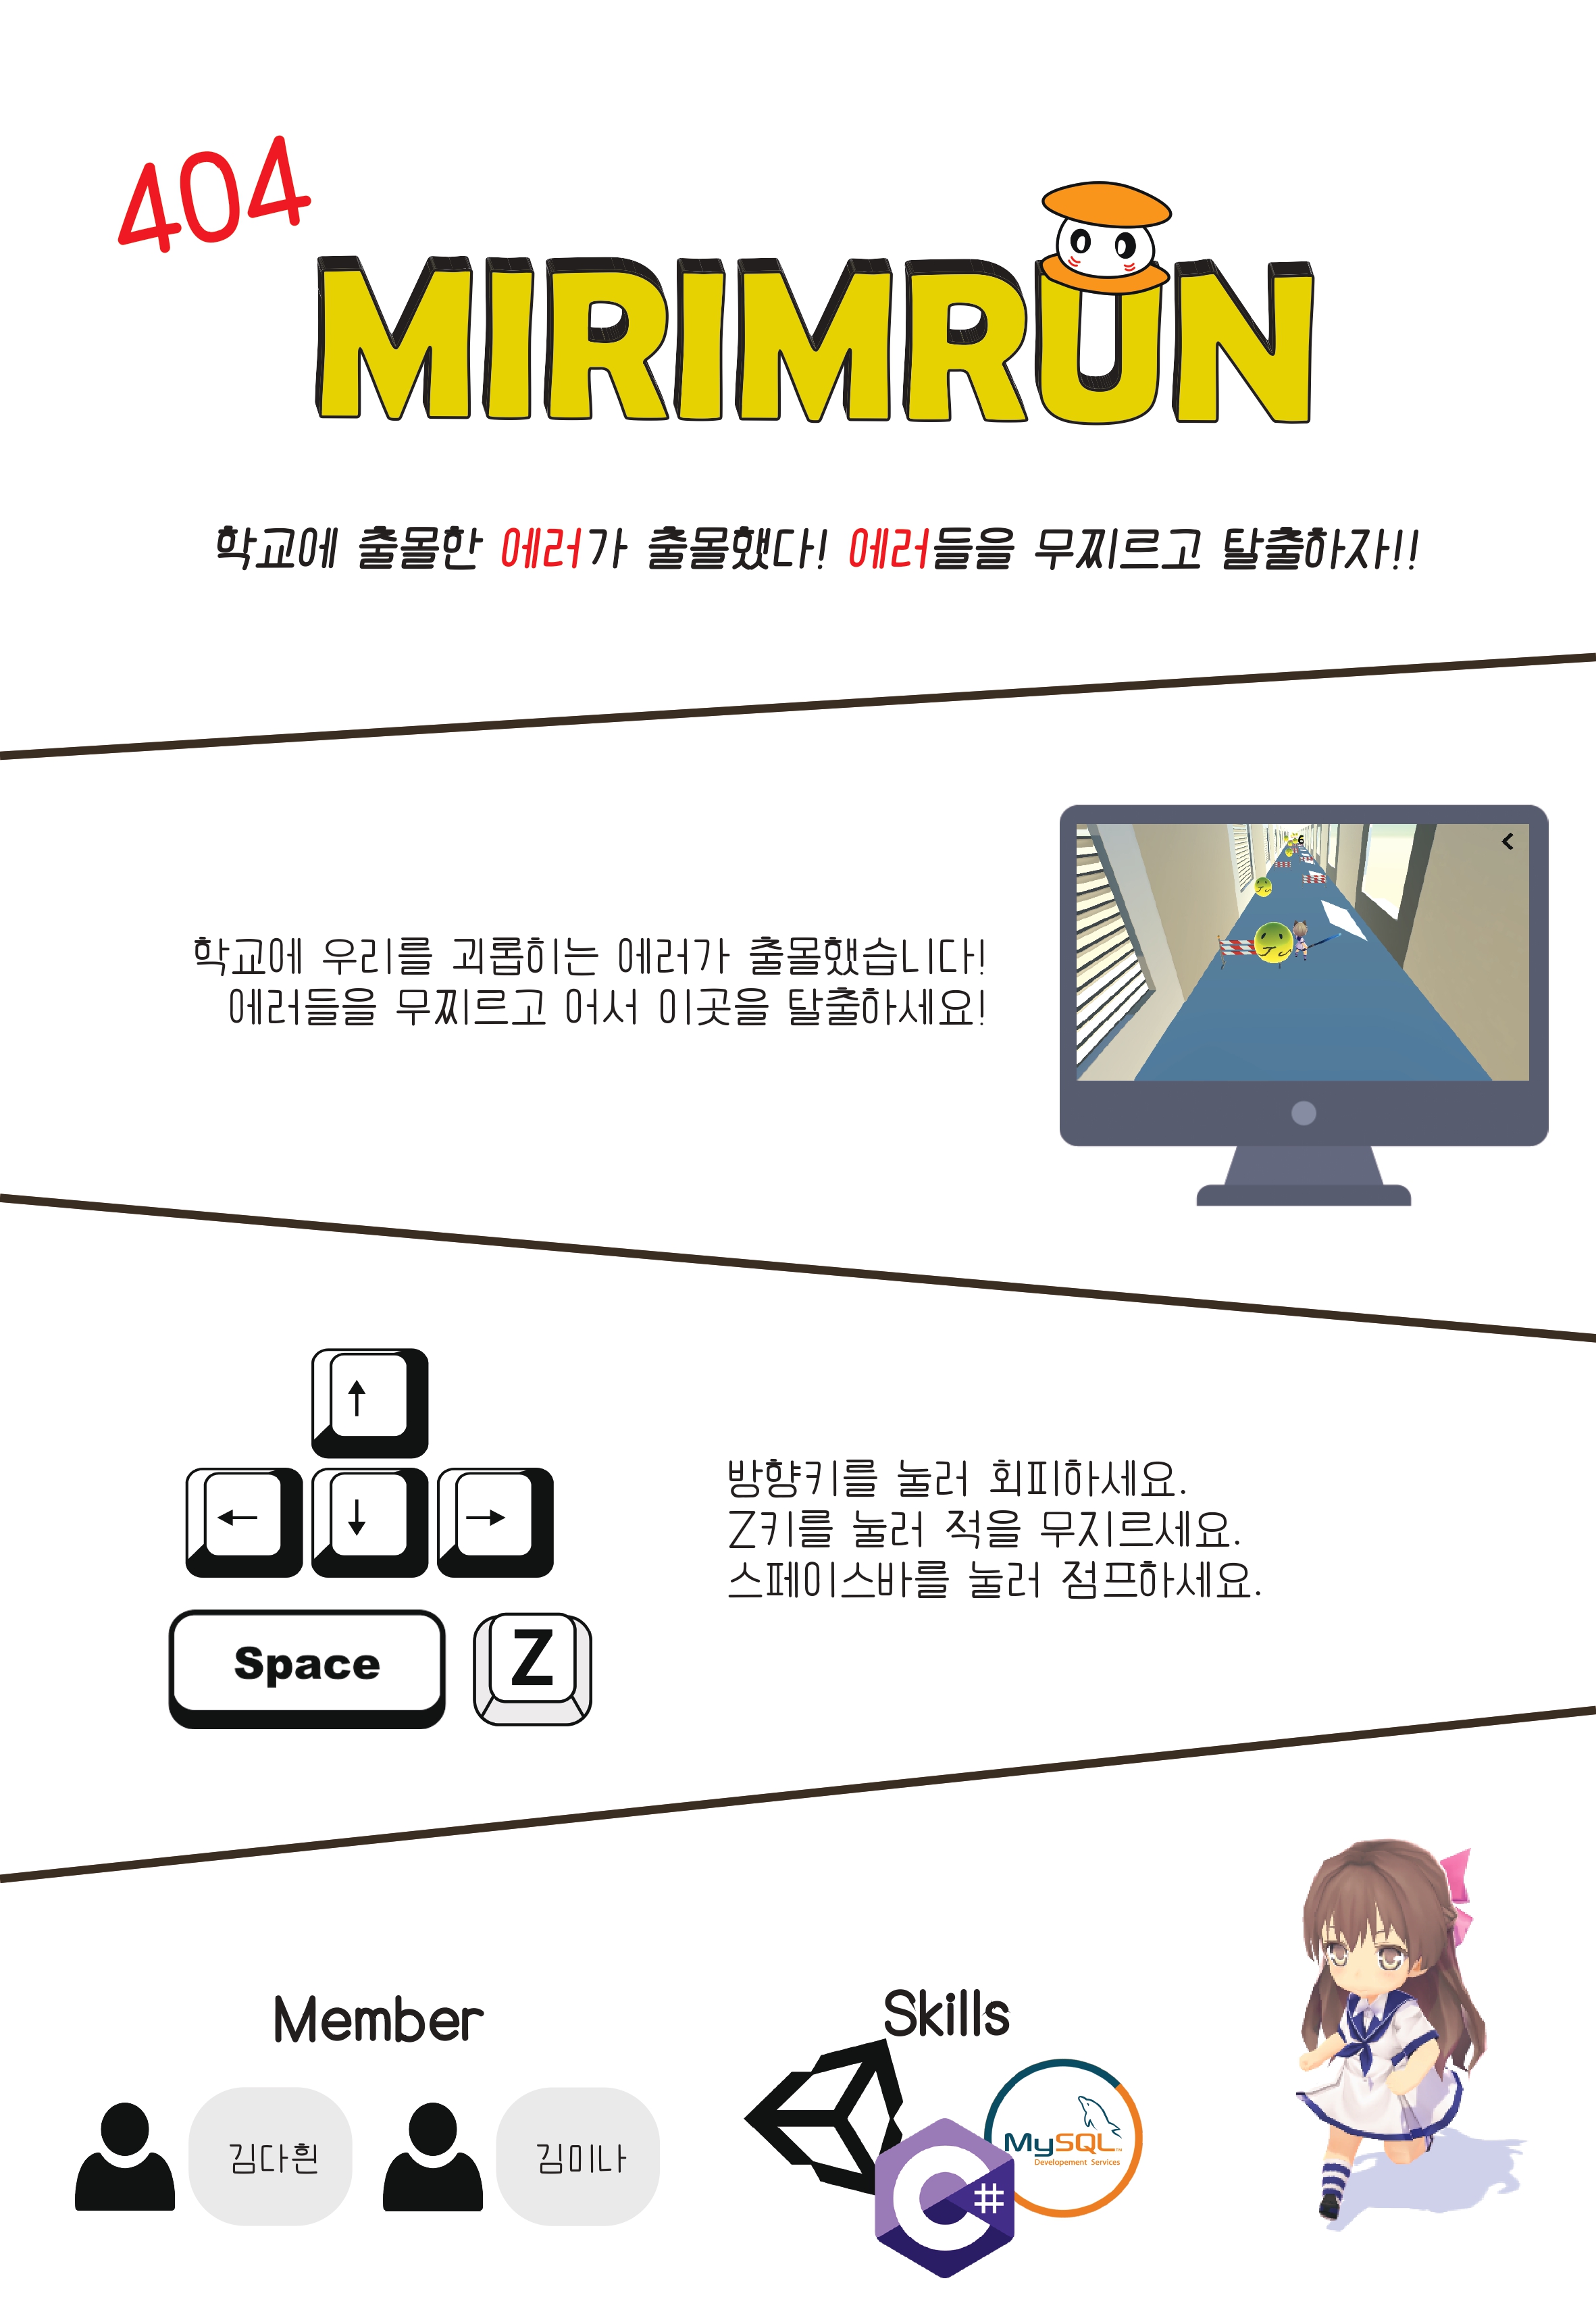 404
MIRIMRUN
학교에 출몰한 에러가 출몰했다! 에러들을 무찌르고 탈출하자!!
6
<
학교에 우리를 괴롭히는 에러가 출몰했습니다!
에러들을 무찌르고 어서 이곳을 탈출하세요!
↑
← ↓ →
Space Z
방향키를 눌러 회피하세요.
Z키를 눌러 적을 무지르세요.
스페이스바를 눌러 점프하세요.
Member
김다흰
김미나
Skills
C#
MySQL™
Developement Services